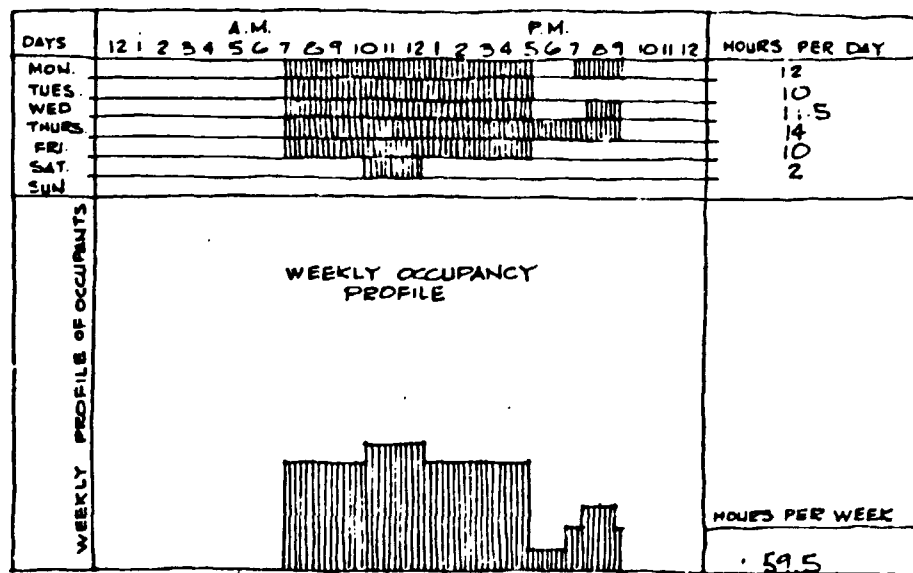 A.M. P.M.
DAYS 12 1 2 3 4 5 6 7 8 9 10 11 12 1 2 3 4 5 6 7 8 9 10 11 12 HOURS PER DAY
MON. 12
TUES. 10
WED 11.5
THURS. 14
FRI. 10
SAT. 2
SUN
WEEKLY PROFILE OF OCCUPANTS
WEEKLY OCCUPANCY
PROFILE
HOURS PER WEEK
59.5